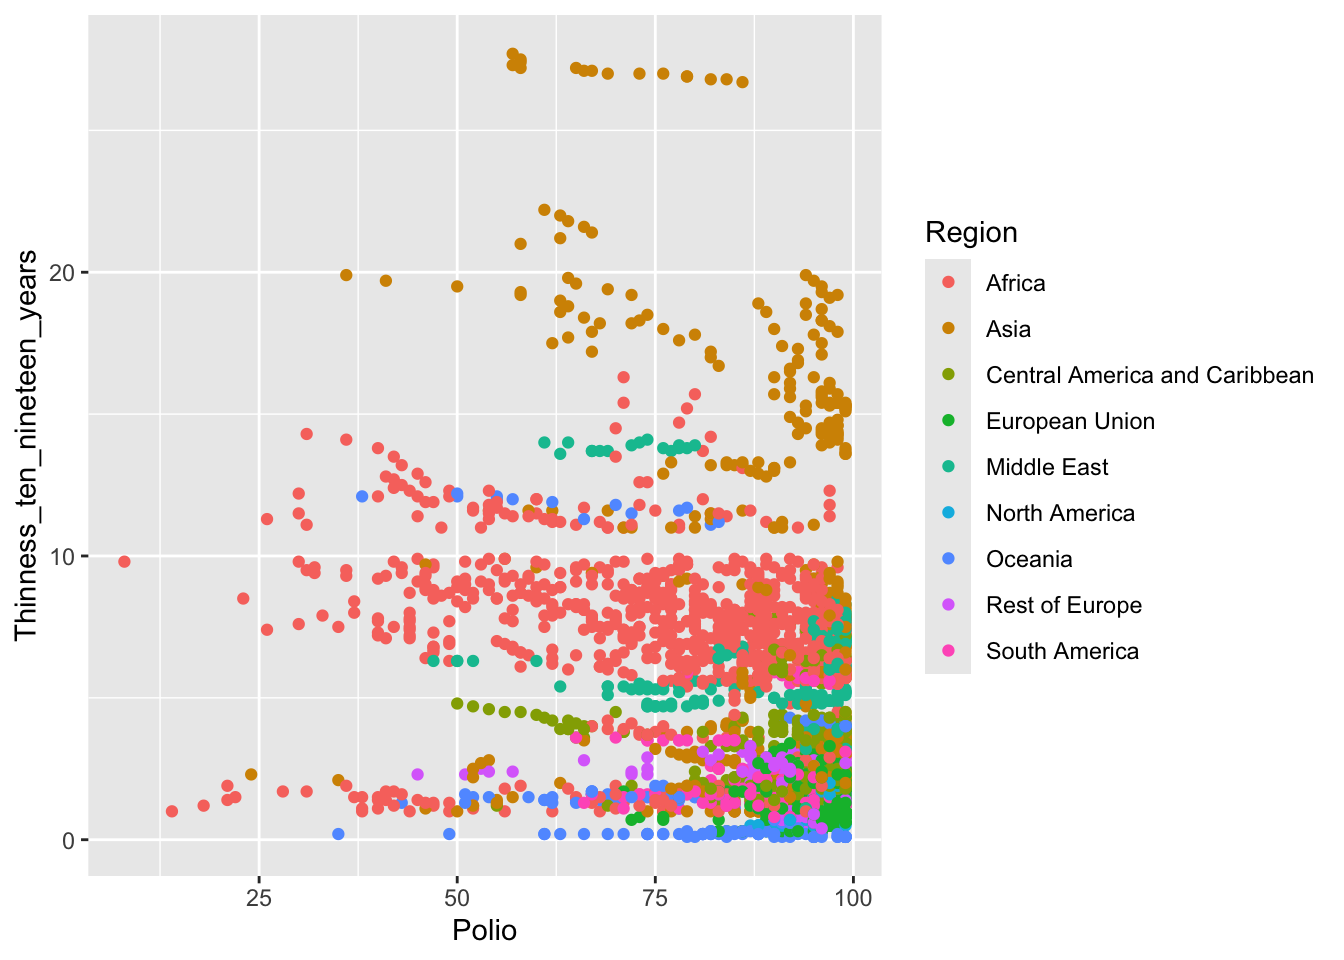 Thinness_ten_nineteen_years
20
10
0
25
50
75
100
Polio
Region
Africa
Asia
Central America and Caribbean
European Union
Middle East
North America
Oceania
Rest of Europe
South America